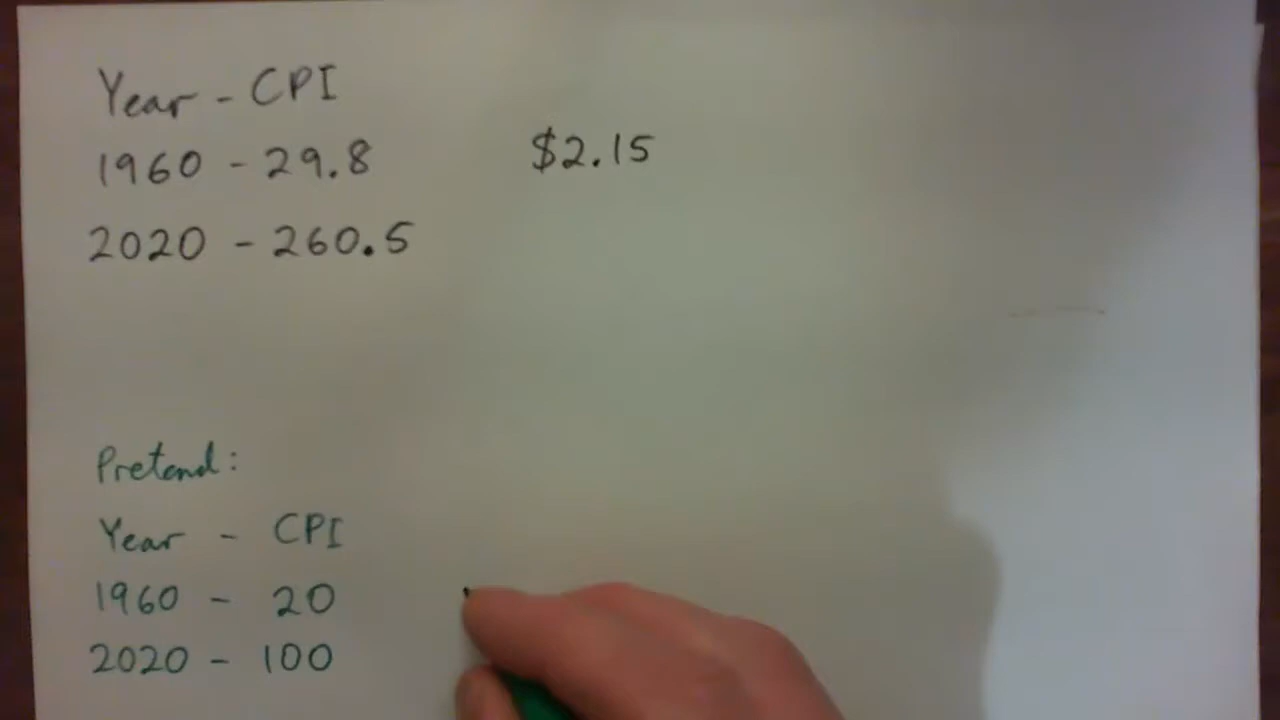 Year - CPI
1960 - 29.8
$2.15
2020 - 260.5
Pretend:
Year - CPI
1960 - 20
2020 - 100